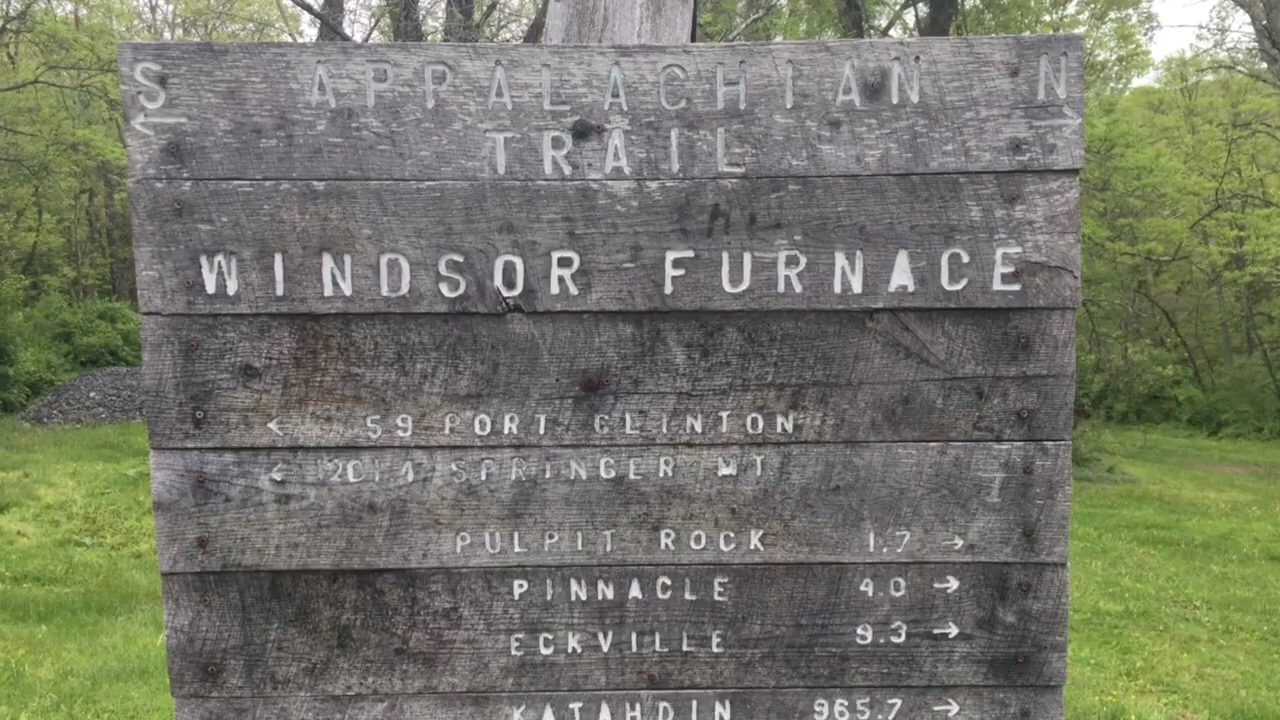 S APPALACHIAN N
← TRAIL →
WINDSOR FURNACE
← 59 PORT CLINTON
← SPRINGER MT
PULPIT ROCK 1.7 →
PINNACLE 4.0 →
ECKVILLE 9.3 →
KATAHDIN 965.7 →